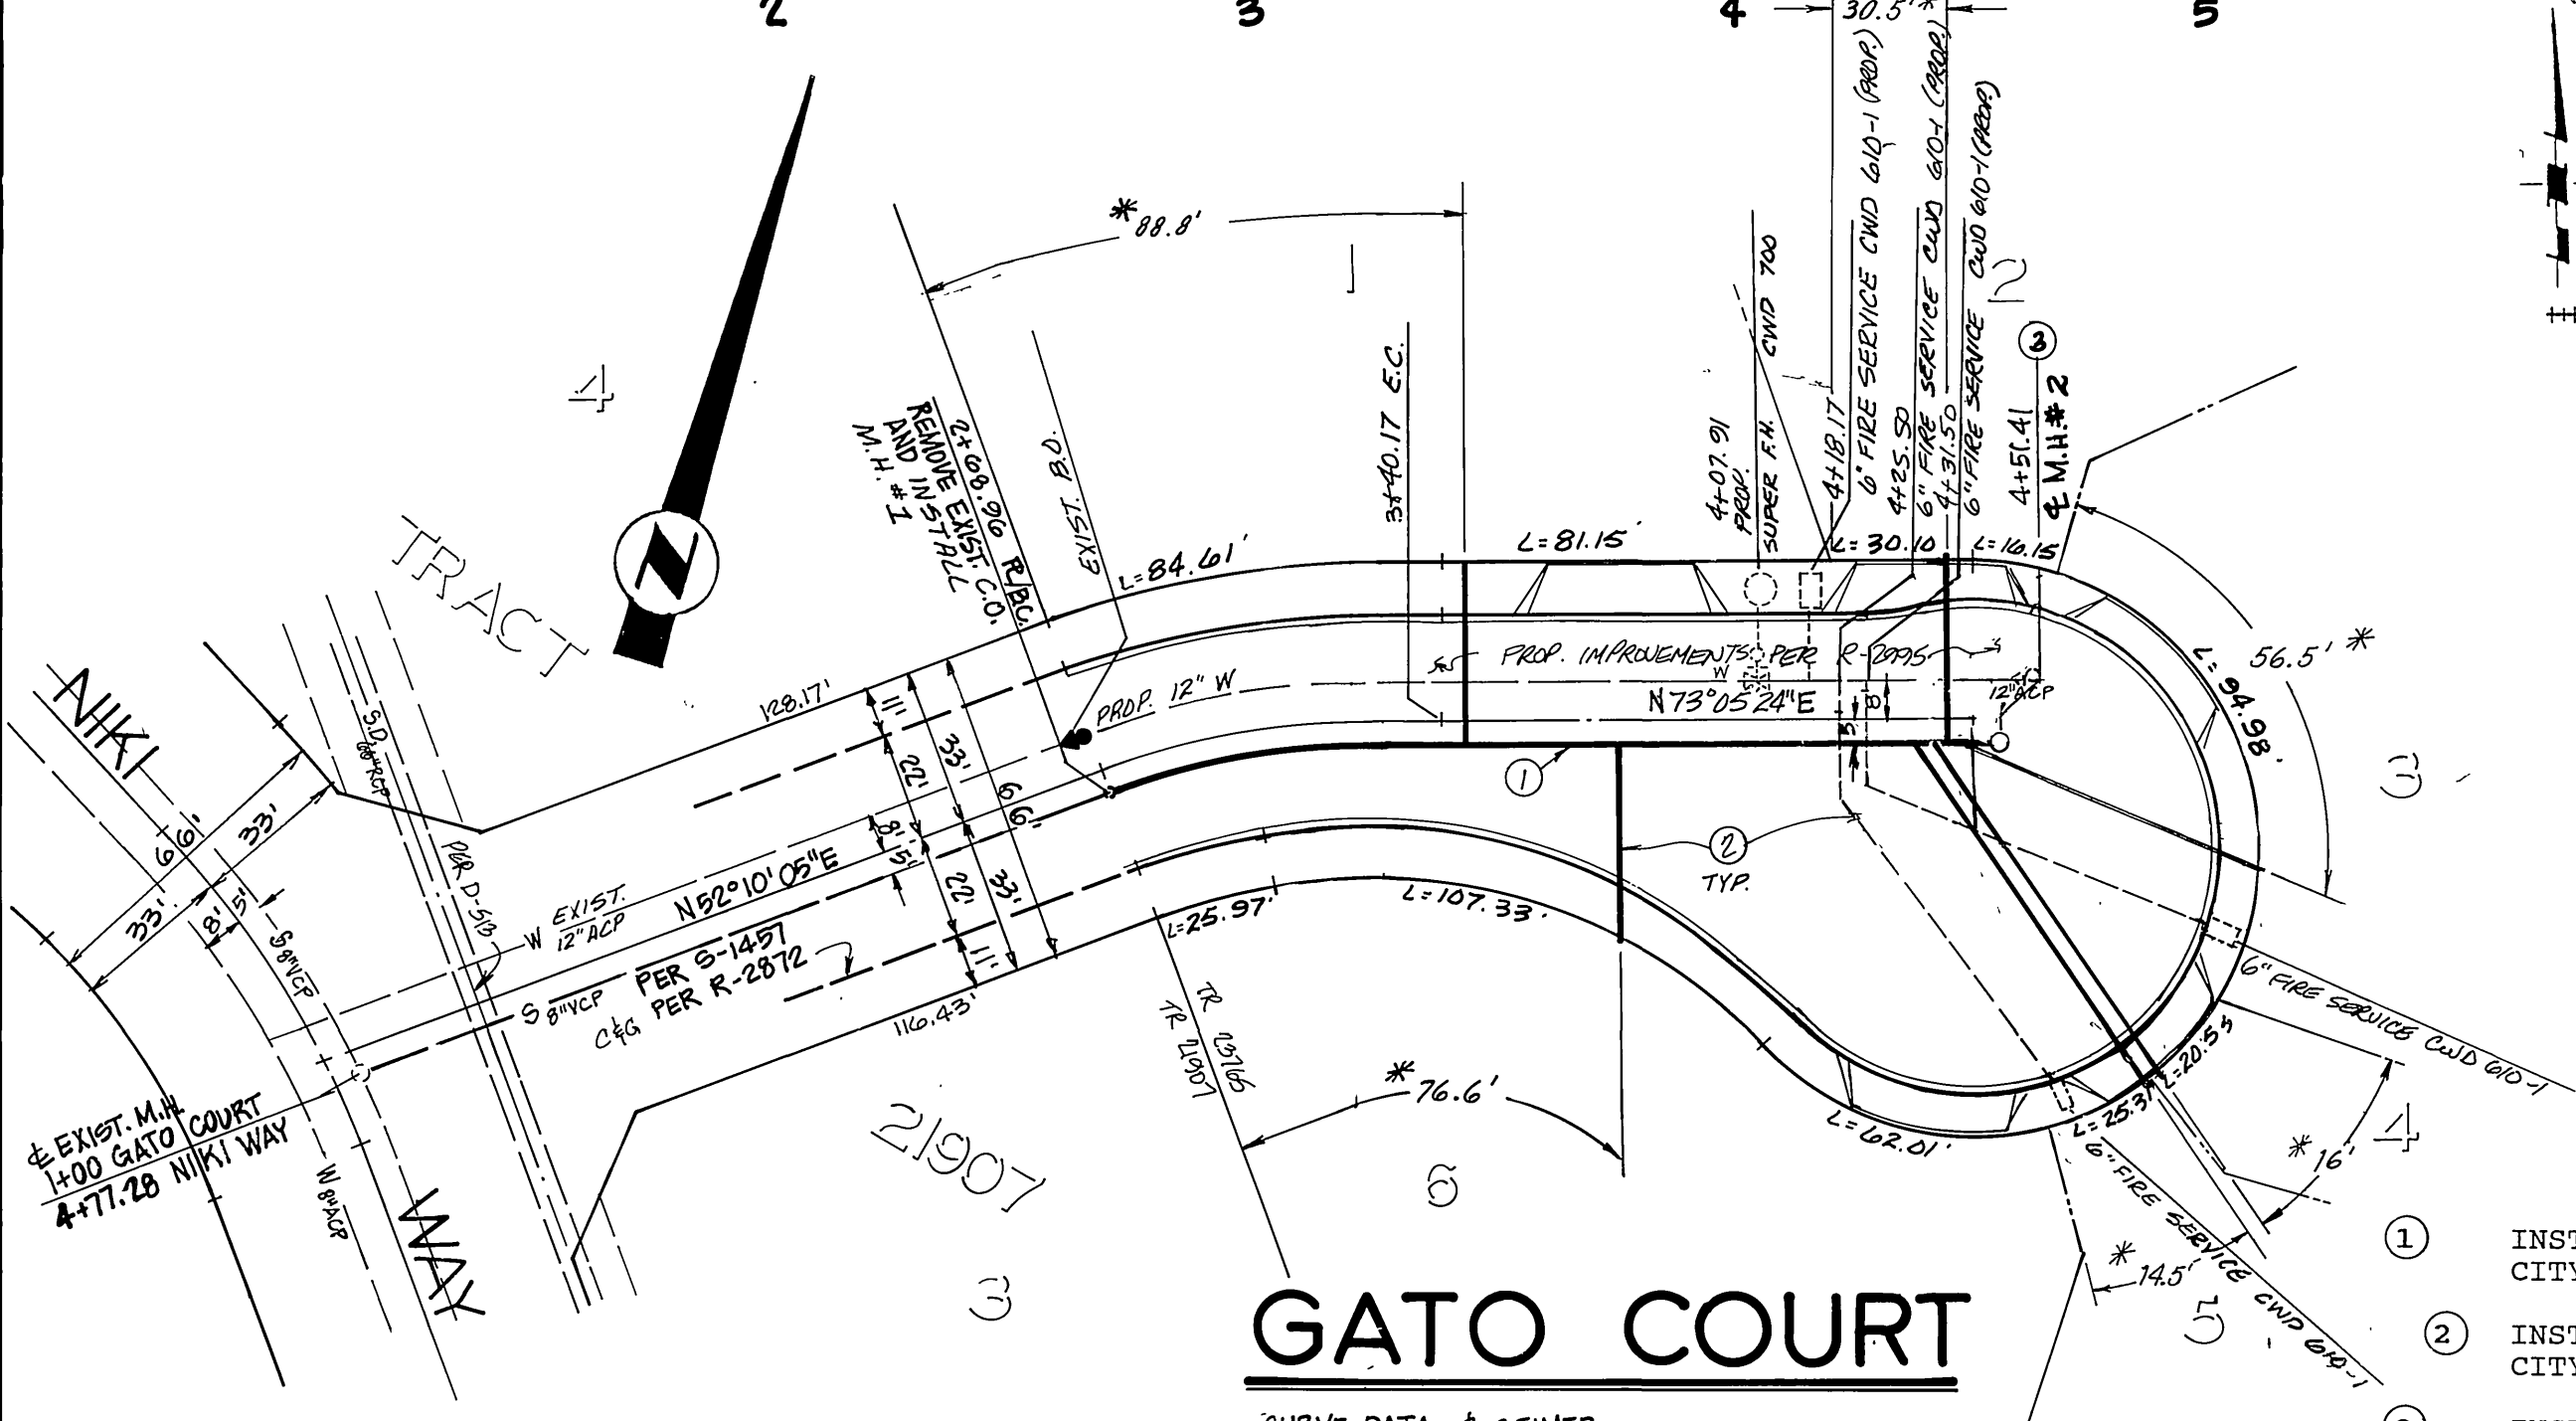 2
3
4
5
30.5'*
6" FIRE SERVICE CWD 610-1 (PROP.)
6" FIRE SERVICE CWD 610-1 (PROP.)
6" FIRE SERVICE CWD 610-1 (PROP.)
*88.8'
1
2
3
4
TRACT
2+68.96 P/BC.
REMOVE EXIST. C.O.
AND INSTALL
M.H. #1
EXIST. B.O.
3+40.17 E.C.
4+07.91
PROP.
SUPER F.H. CWD 700
4+18.17
4+25.50
4+31.50
4+51.41
℄ M.H.#2
L=84.61'
L=81.15'
L=30.10
L=16.15
L=94.98'
56.5' *
3
PROP. IMPROVEMENTS PER R-2995
W
N73°05'24"E
12"ACP
5'
8'
128.17'
PROP. 12" W
11'
22'
33'
66'
8'
5'
22'
33'
11'
1
2
TYP.
NIKI
WAY
66'
33'
33'
8'
5'
S.D.
PER D-513
S 8"VCP
W 8"ACP
W EXIST.
12" ACP
N52°10'05"E
S 8"VCP PER S-1457
C&G PER R-2872
116.43'
L=25.97'
L=107.33'
TR 23765
TR 21907
* 76.6'
6
L=62.01'
L=25.31'
L=20.55
6" FIRE SERVICE CWD 610-1
6" FIRE SERVICE CWD 610-1
* 16'
4
* 14.5'
5
℄ EXIST. M.H.
1+00 GATO COURT
4+77.28 NIKI WAY
21907
3
GATO COURT
1 INST
CITY
2 INST
CITY